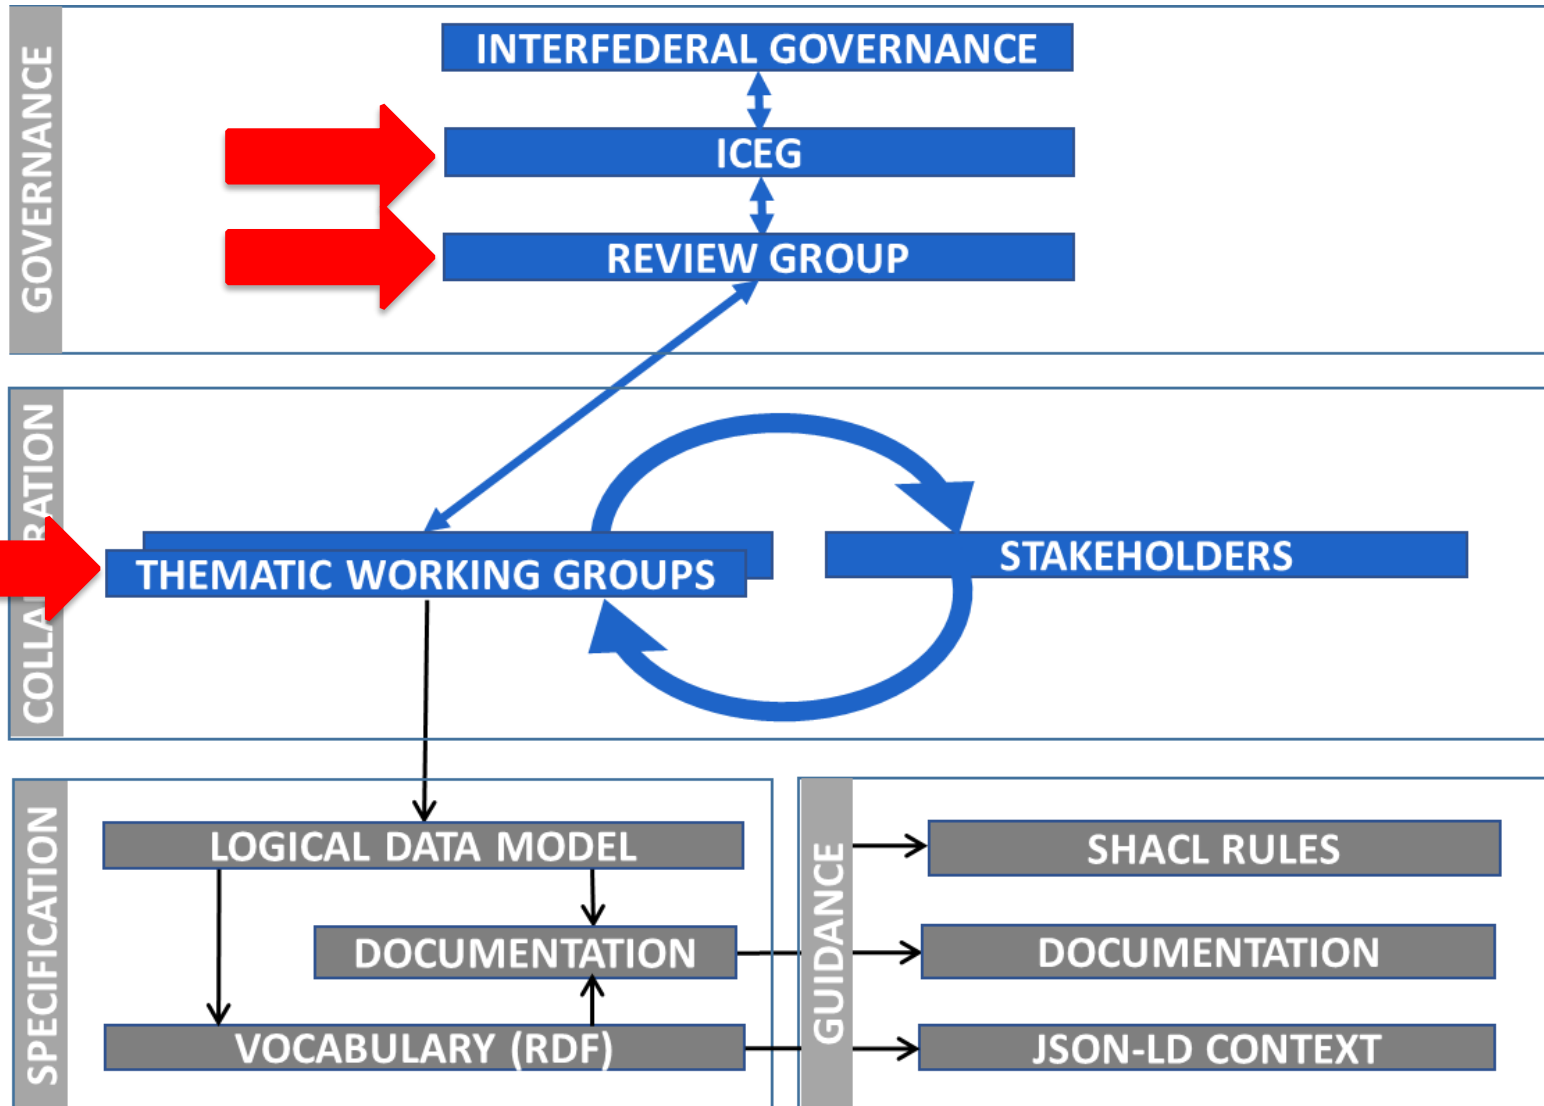 GOVERNANCE
INTERFEDERAL GOVERNANCE
ICEG
REVIEW GROUP
COLLABORATION
THEMATIC WORKING GROUPS
STAKEHOLDERS
SPECIFICATION
LOGICAL DATA MODEL
DOCUMENTATION
VOCABULARY (RDF)
GUIDANCE
SHACL RULES
DOCUMENTATION
JSON-LD CONTEXT